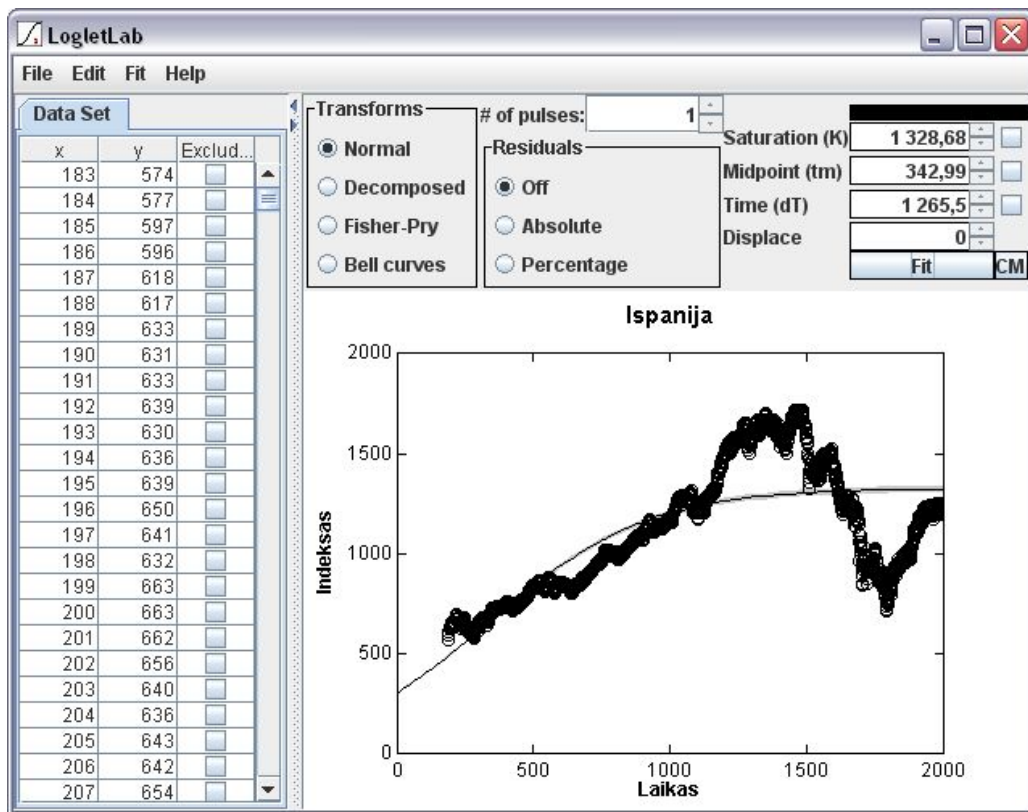 LogletLab
File Edit Fit Help
Data Set
x y Exclud...
183 574
184 577
185 597
186 596
187 618
188 617
189 633
190 631
191 633
192 639
193 630
194 636
195 639
196 650
197 641
198 632
199 663
200 663
201 662
202 656
203 640
204 636
205 643
206 642
207 654
Transforms
Normal
Decomposed
Fisher-Pry
Bell curves
# of pulses: 1
Residuals
Off
Absolute
Percentage
Saturation (K) 1 328,68
Midpoint (tm) 342,99
Time (dT) 1 265,5
Displace 0
Fit CM
Ispanija
Indeksas
2000
1500
1000
500
0
0 500 1000 1500 2000
Laikas